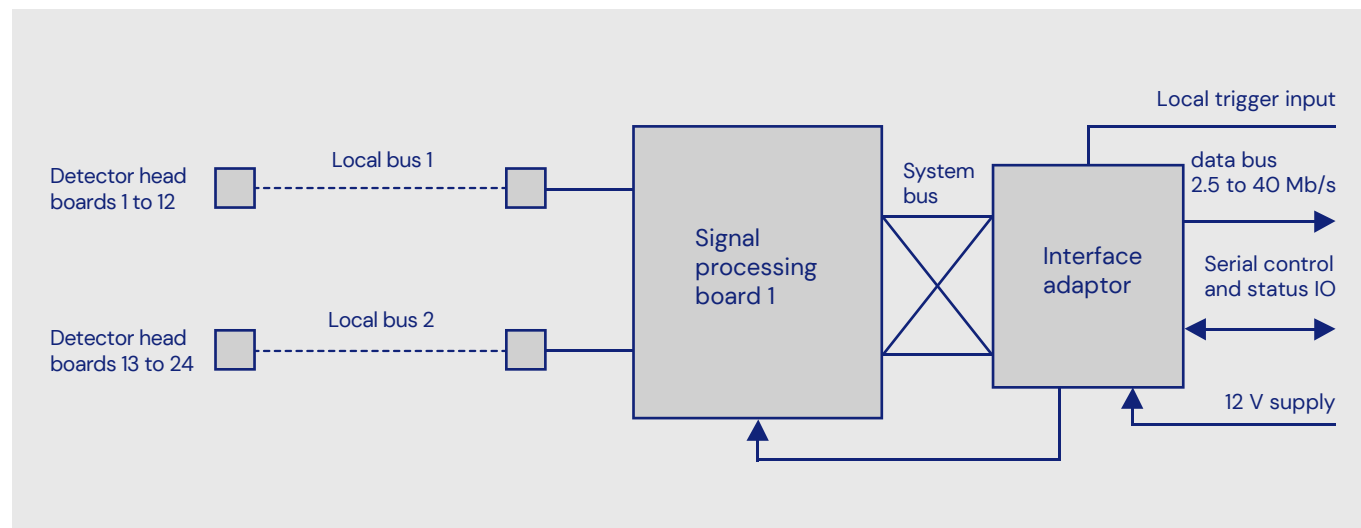 Local trigger input
Detector head
boards 1 to 12
Local bus 1
System
bus
data bus
2.5 to 40 Mb/s
Signal
processing
board 1
Interface
adaptor
Serial control
and status IO
Detector head
boards 13 to 24
Local bus 2
12 V supply